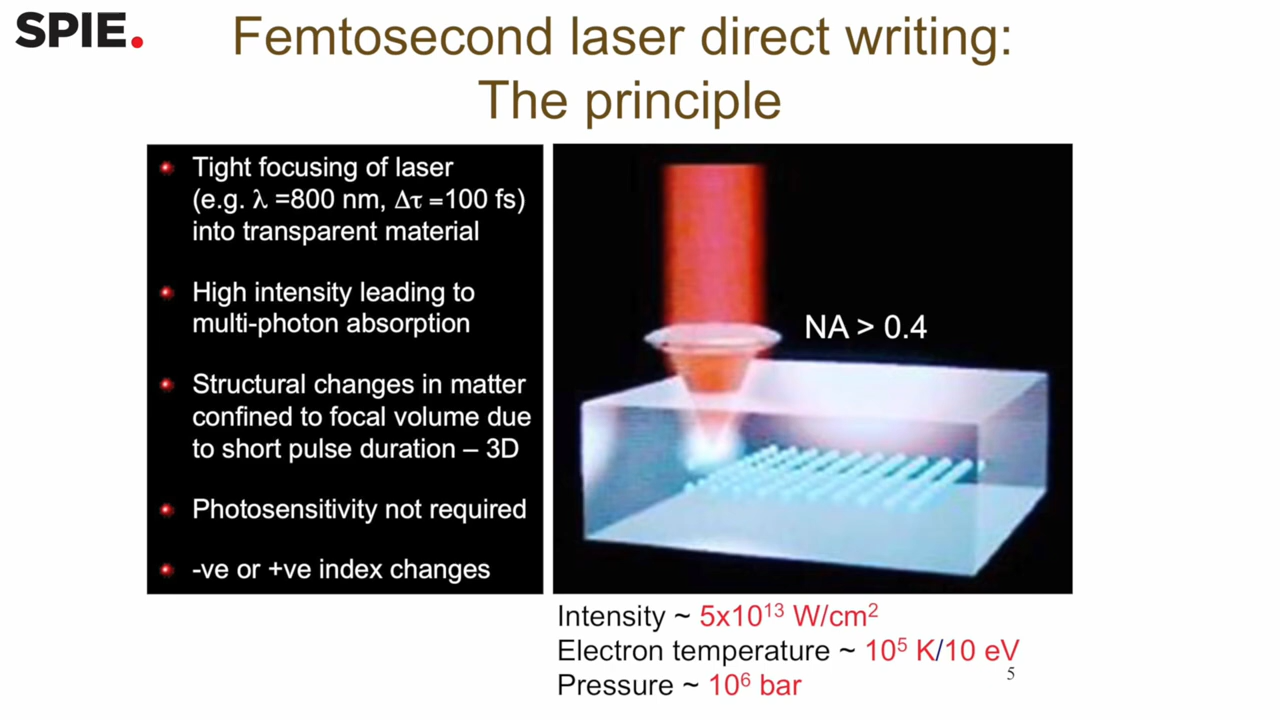 SPIE.
Femtosecond laser direct writing:
The principle
Tight focusing of laser
(e.g. λ =800 nm, Δτ =100 fs)
into transparent material
High intensity leading to
multi-photon absorption
Structural changes in matter
confined to focal volume due
to short pulse duration – 3D
Photosensitivity not required
-ve or +ve index changes
NA > 0.4
Intensity ~ 5x10¹³ W/cm²
Electron temperature ~ 10⁵ K/10 eV
Pressure ~ 10⁶ bar
5